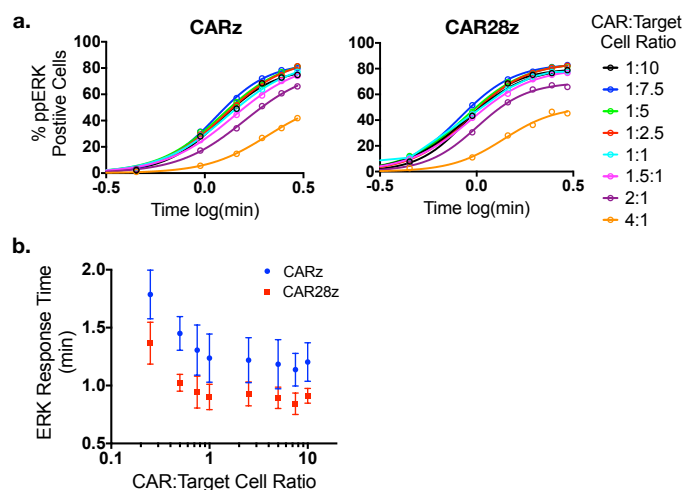 a.
CARz
CAR28z
CAR:Target
Cell Ratio
% ppERK
Postiive Cells
100
80
60
40
20
0
-0.5
0.0
0.5
Time log(min)
100
80
60
40
20
0
-0.5
0.0
0.5
Time log(min)
1:10
1:7.5
1:5
1:2.5
1:1
1.5:1
2:1
4:1
b.
ERK Response Time
(min)
2.0
1.5
1.0
0.5
0.1
1
10
CARz
CAR28z
CAR:Target Cell Ratio